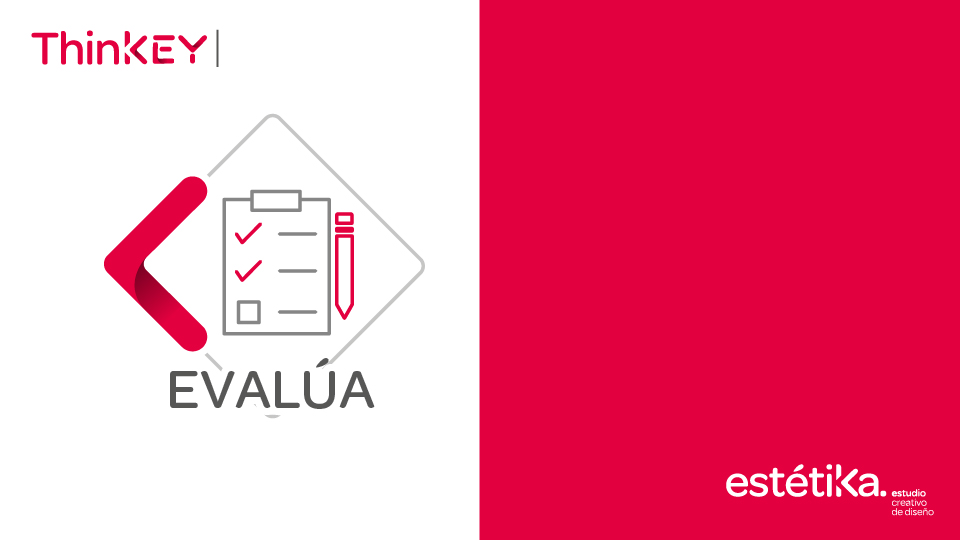 ThinKEY
EVALÚA
estétika.
estudio
creativo
de diseño